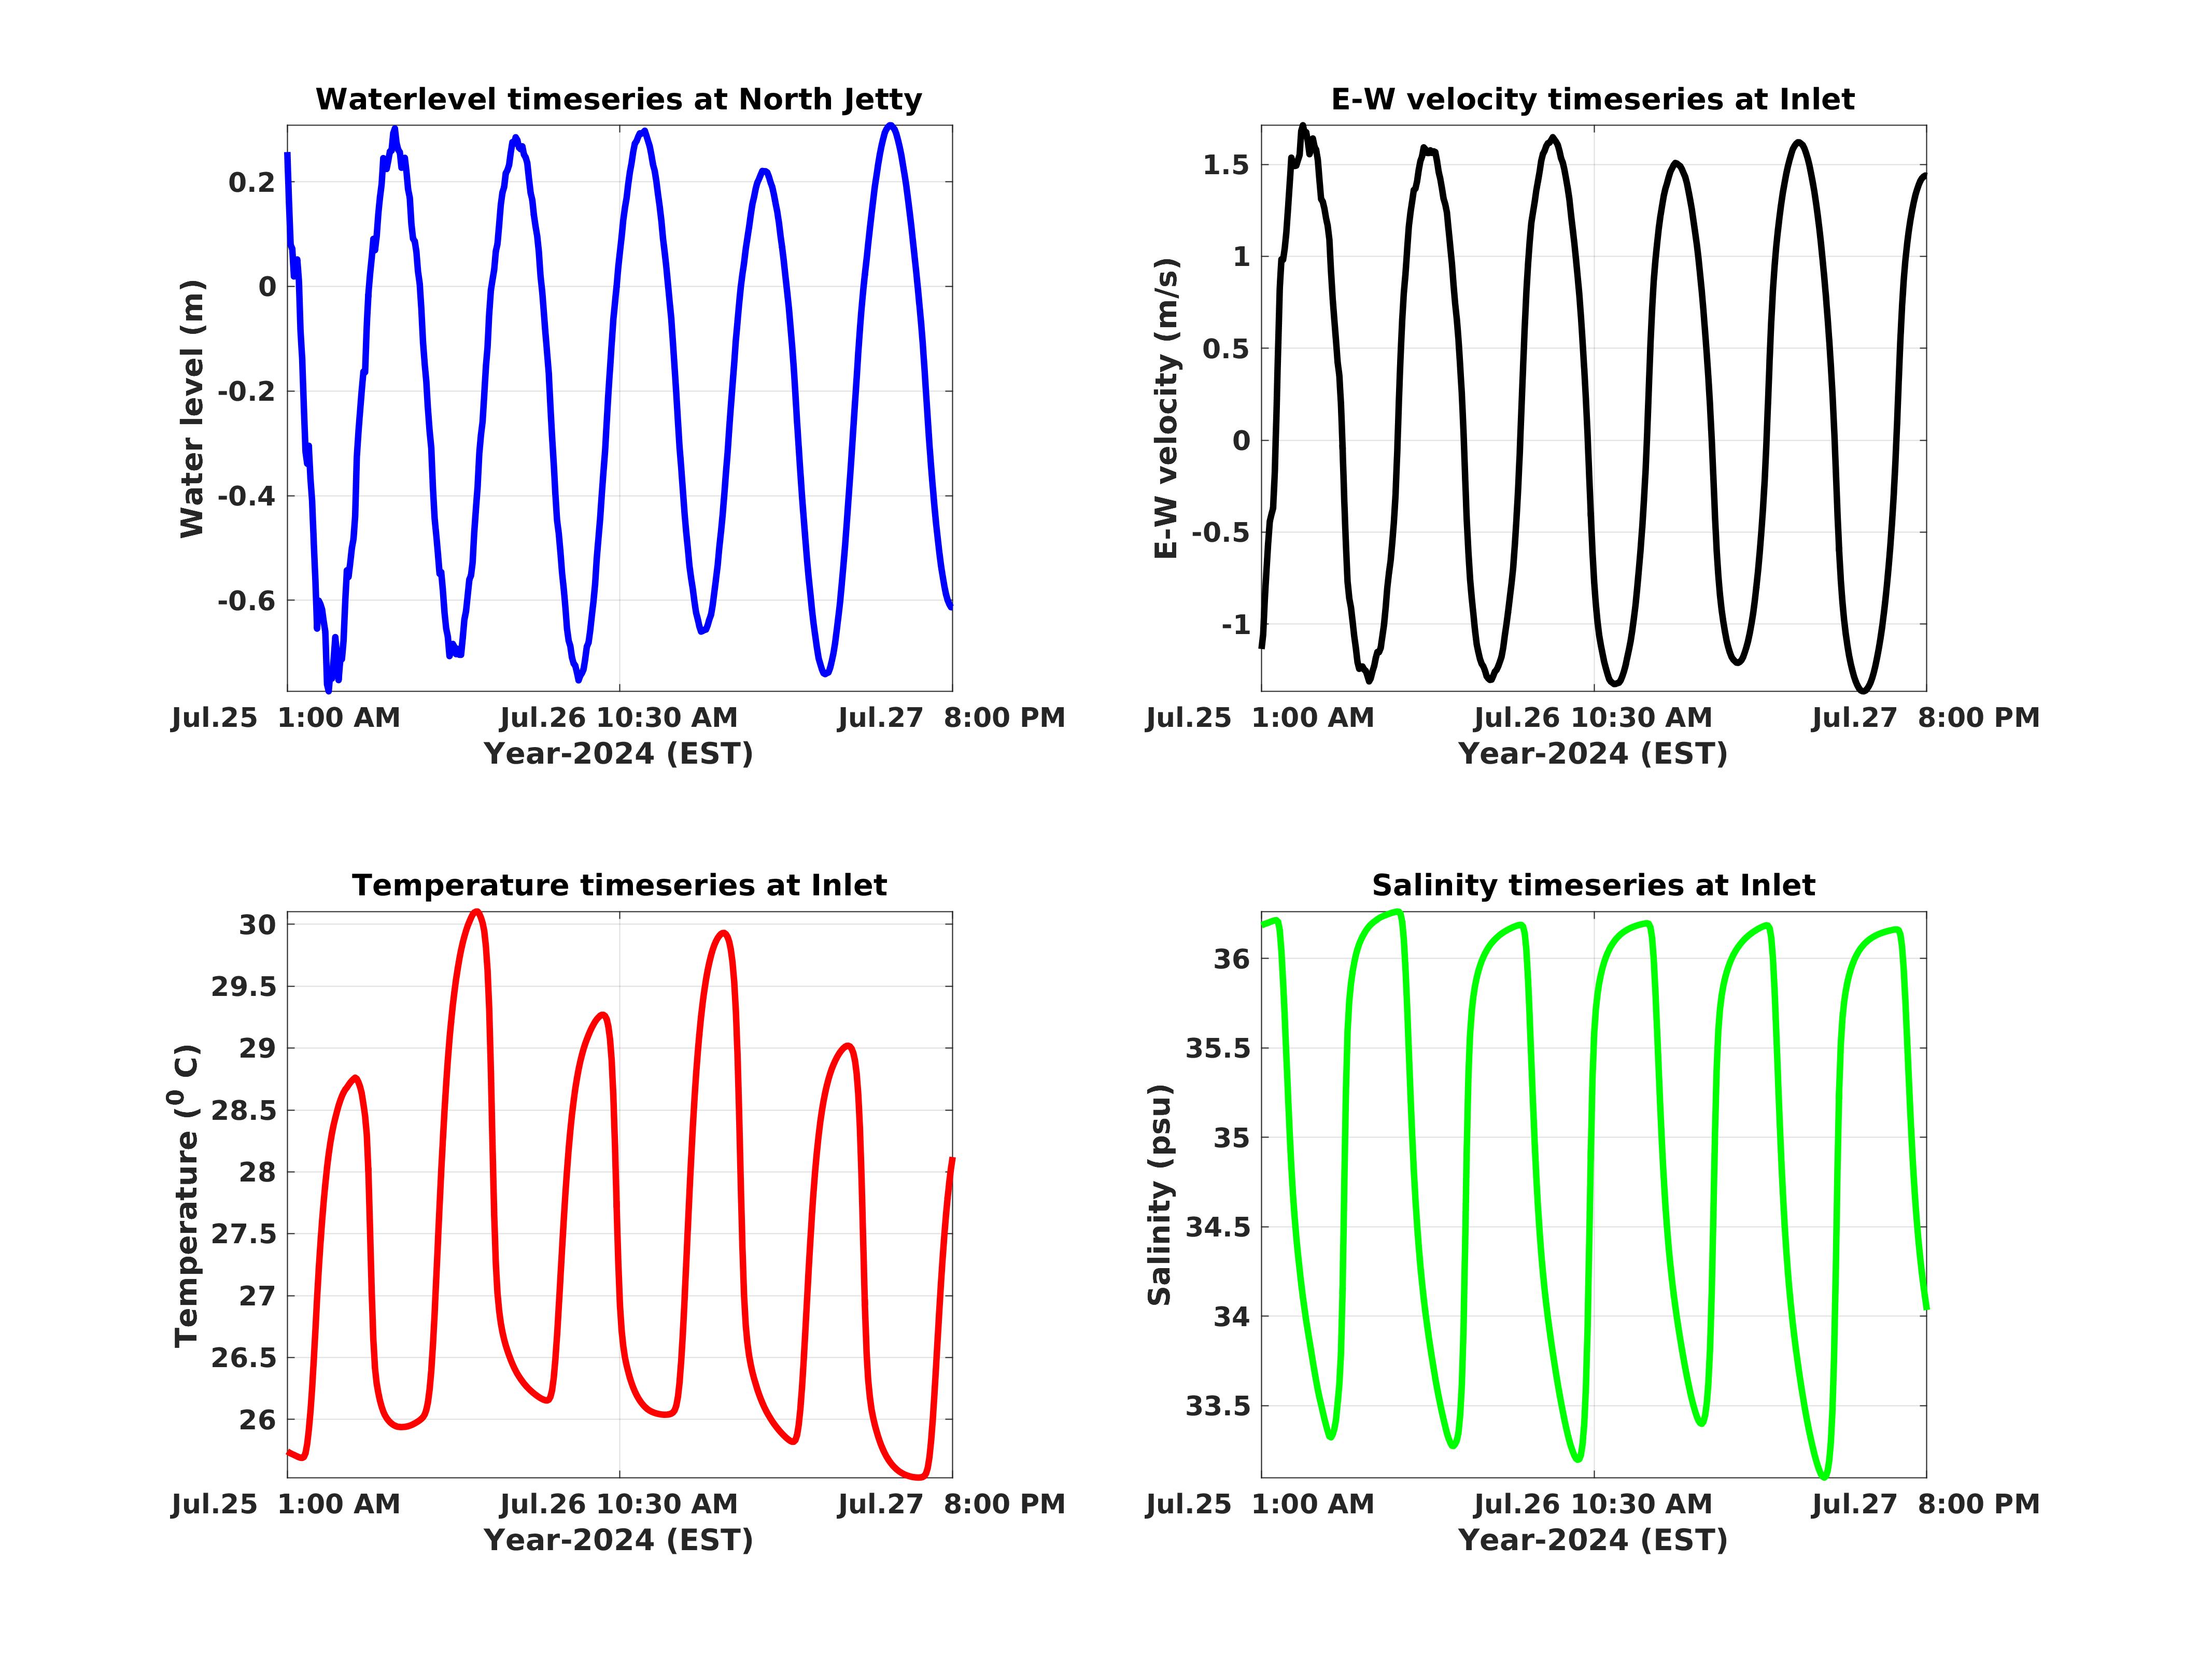 Waterlevel timeseries at North Jetty
Water level (m)
0.2
0
-0.2
-0.4
-0.6
Jul.25 1:00 AM
Jul.26 10:30 AM
Jul.27 8:00 PM
Year-2024 (EST)
E-W velocity timeseries at Inlet
E-W velocity (m/s)
1.5
1
0.5
0
-0.5
-1
Jul.25 1:00 AM
Jul.26 10:30 AM
Jul.27 8:00 PM
Year-2024 (EST)
Temperature timeseries at Inlet
Temperature (⁰ C)
30
29.5
29
28.5
28
27.5
27
26.5
26
Jul.25 1:00 AM
Jul.26 10:30 AM
Jul.27 8:00 PM
Year-2024 (EST)
Salinity timeseries at Inlet
Salinity (psu)
36
35.5
35
34.5
34
33.5
Jul.25 1:00 AM
Jul.26 10:30 AM
Jul.27 8:00 PM
Year-2024 (EST)